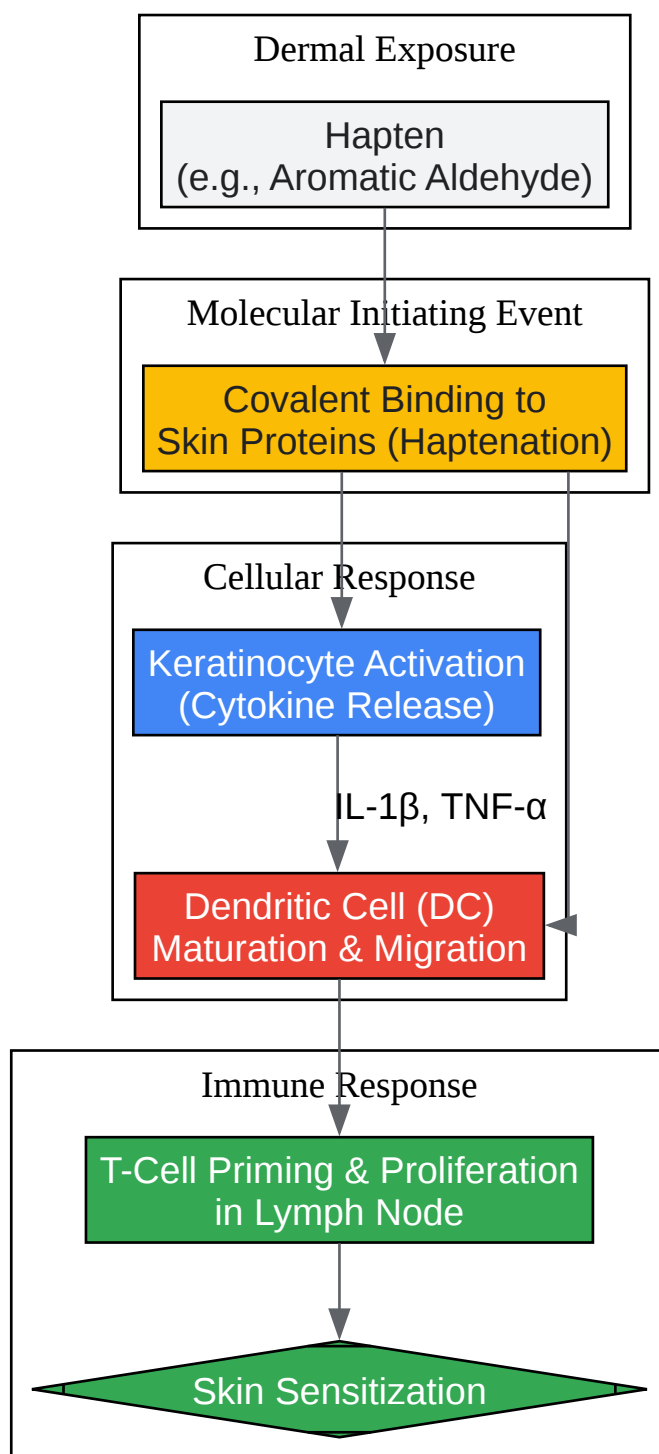 Dermal Exposure
Hapten
(e.g., Aromatic Aldehyde)
Molecular Initiating Event
Covalent Binding to
Skin Proteins (Haptenation)
Cellular Response
Keratinocyte Activation
(Cytokine Release)
IL-1β, TNF-α
Dendritic Cell (DC)
Maturation & Migration
Immune Response
T-Cell Priming & Proliferation
in Lymph Node
Skin Sensitization